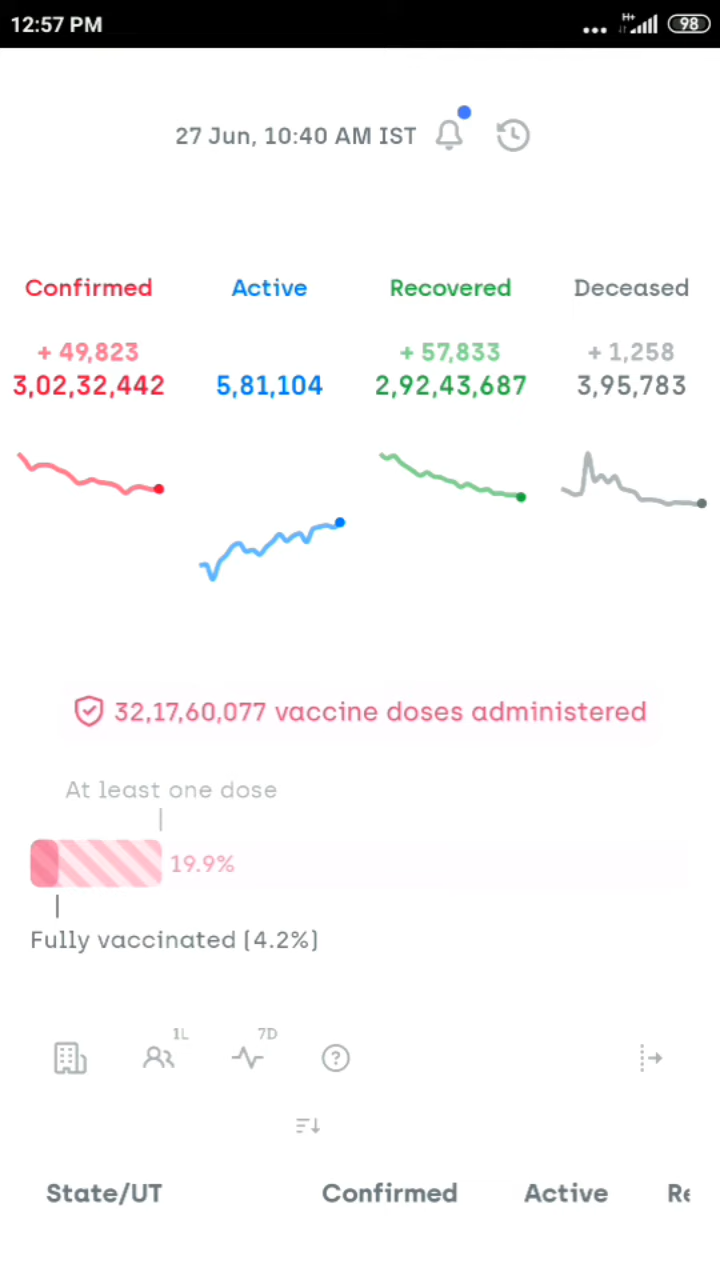 12:57 PM
H+
98
27 Jun, 10:40 AM IST
Confirmed Active Recovered Deceased
+ 49,823 + 57,833 + 1,258
3,02,32,442 5,81,104 2,92,43,687 3,95,783
32,17,60,077 vaccine doses administered
At least one dose
19.9%
Fully vaccinated (4.2%)
1L 7D
?
State/UT Confirmed Active Re